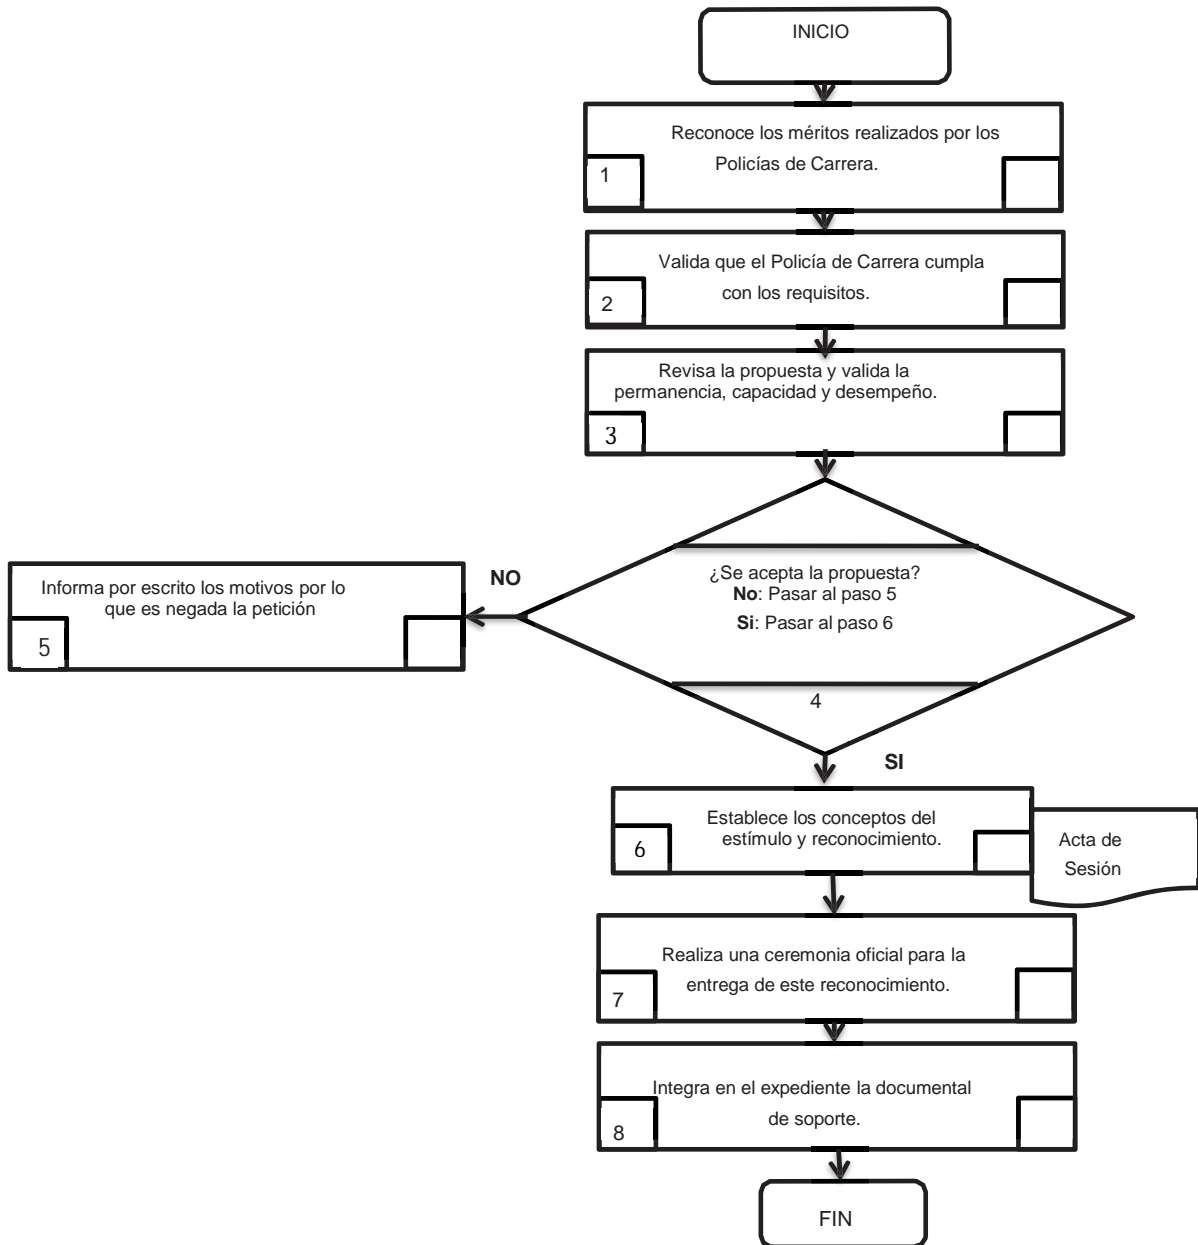 INICIO
Reconoce los méritos realizados por los
Policías de Carrera.
1
Valida que el Policía de Carrera cumpla
con los requisitos.
2
Revisa la propuesta y valida la
permanencia, capacidad y desempeño.
3
¿Se acepta la propuesta?
No: Pasar al paso 5
Si: Pasar al paso 6
4
NO
Informa por escrito los motivos por lo
que es negada la petición
5
SI
Establece los conceptos del
estímulo y reconocimiento.
6
Acta de
Sesión
Realiza una ceremonia oficial para la
entrega de este reconocimiento.
7
Integra en el expediente la documental
de soporte.
8
FIN